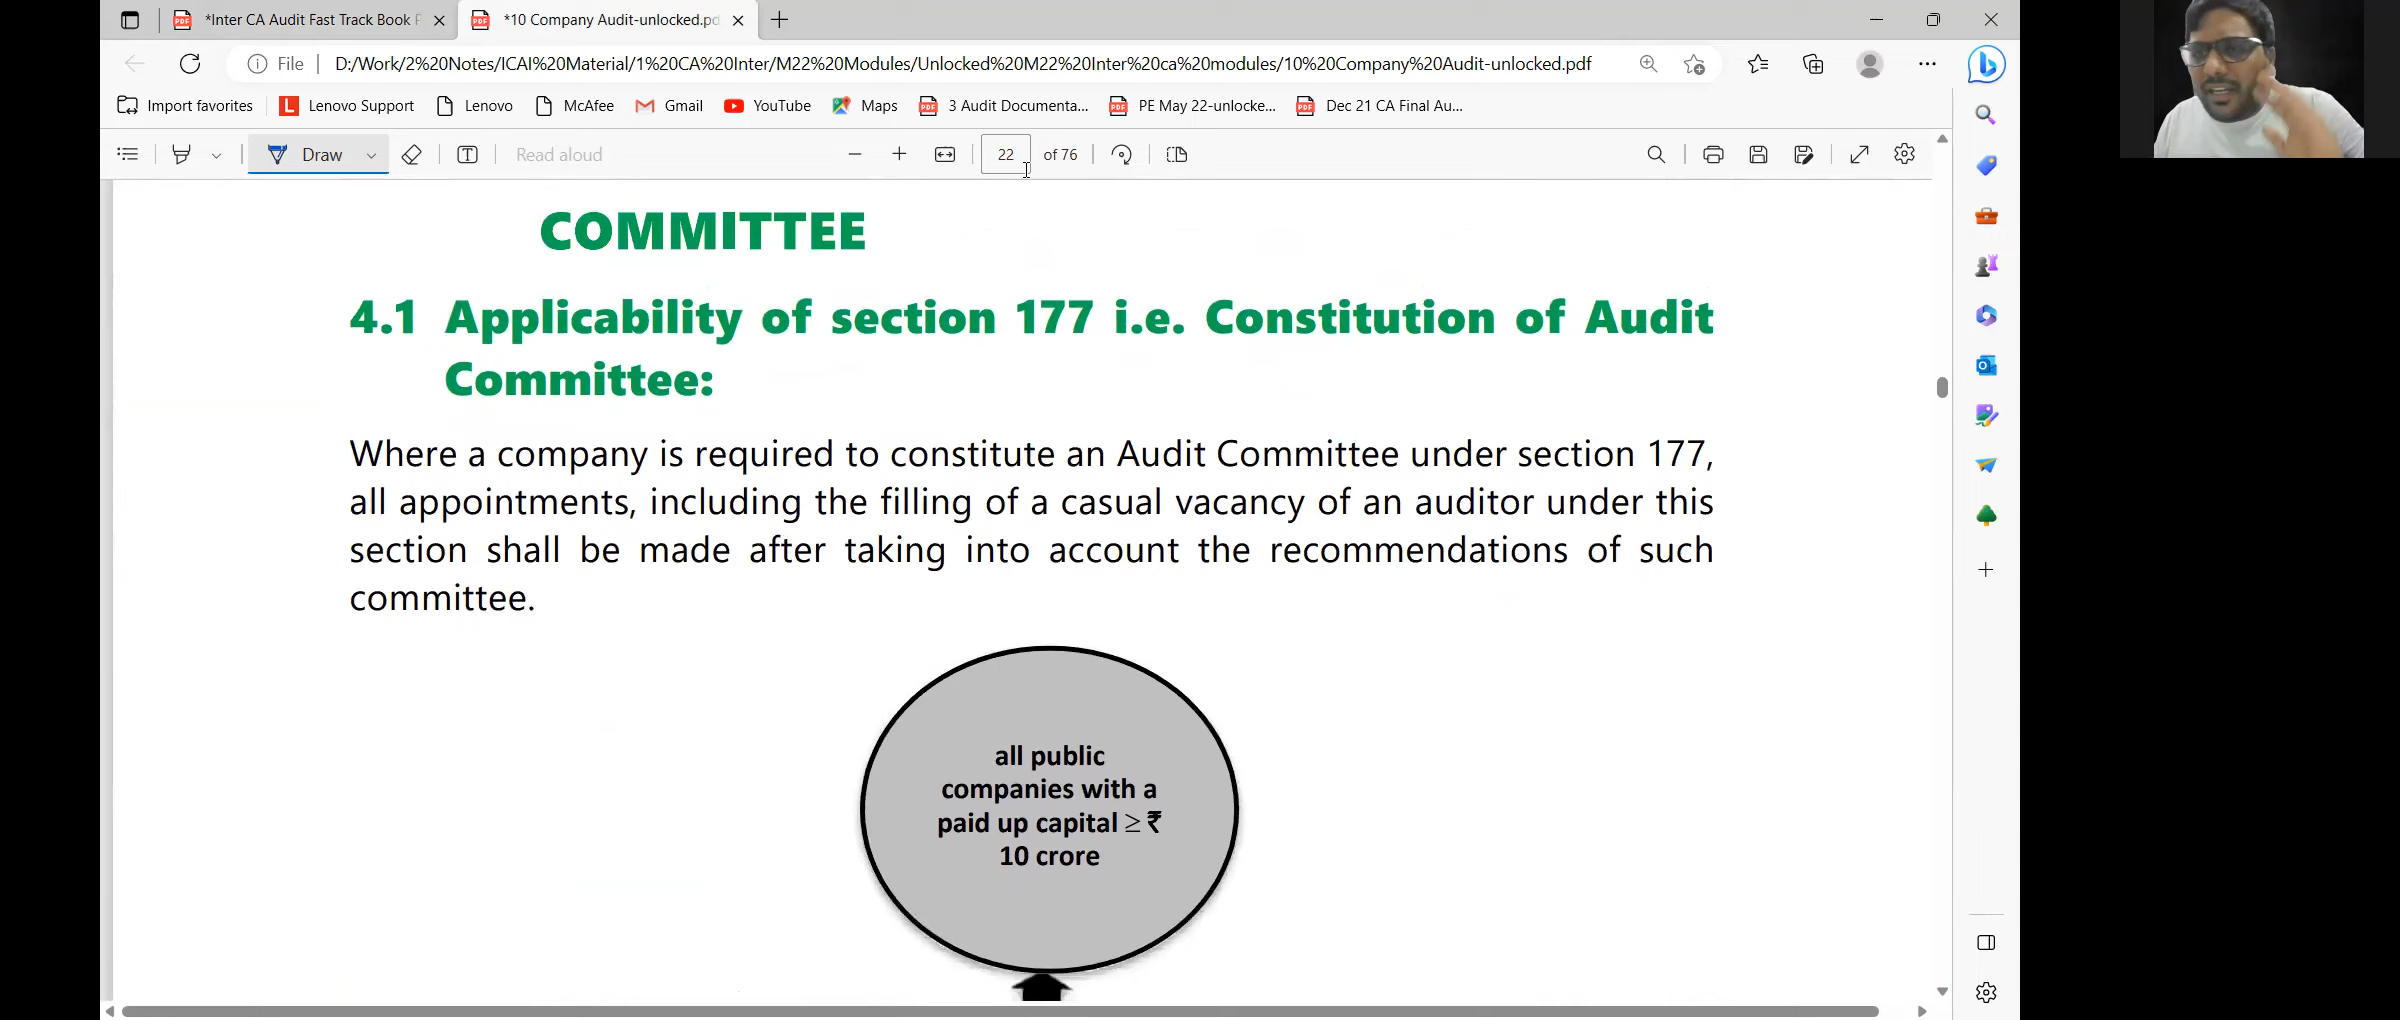 *Inter CA Audit Fast Track Book
*10 Company Audit-unlocked.pd
File
D:/Work/2%20Notes/ICAI%20Material/1%20CA%20Inter/M22%20Modules/Unlocked%20M22%20Inter%20ca%20modules/10%20Company%20Audit-unlocked.pdf
Import favorites
Lenovo Support
Lenovo
McAfee
Gmail
YouTube
Maps
3 Audit Documenta...
PE May 22-unlocke...
Dec 21 CA Final Au...
Draw
Read aloud
22 of 76
COMMITTEE
4.1 Applicability of section 177 i.e. Constitution of Audit
Committee:
Where a company is required to constitute an Audit Committee under section 177,
all appointments, including the filling of a casual vacancy of an auditor under this
section shall be made after taking into account the recommendations of such
committee.
all public
companies with a
paid up capital ≥ ₹
10 crore